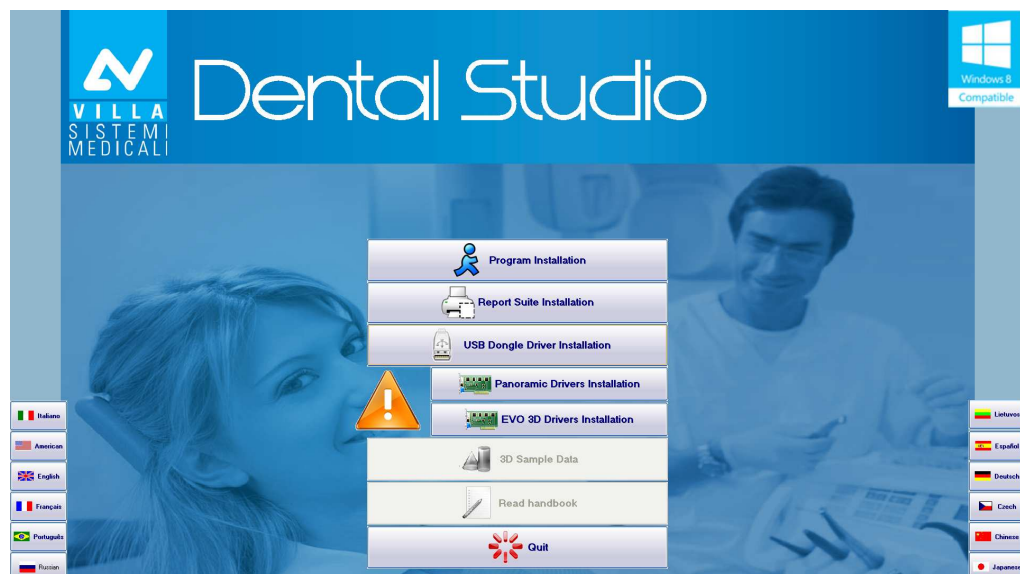 VILLA
SISTEMI
MEDICALI
Dental Studio
Windows 8
Compatible
Program Installation
Report Suite Installation
USB Dongle Driver Installation
Panoramic Drivers Installation
EVO 3D Drivers Installation
3D Sample Data
Read handbook
Quit
Italiano
American
English
Français
Português
Russian
Lietuvos
Español
Deutsch
Czech
Chinese
Japanese